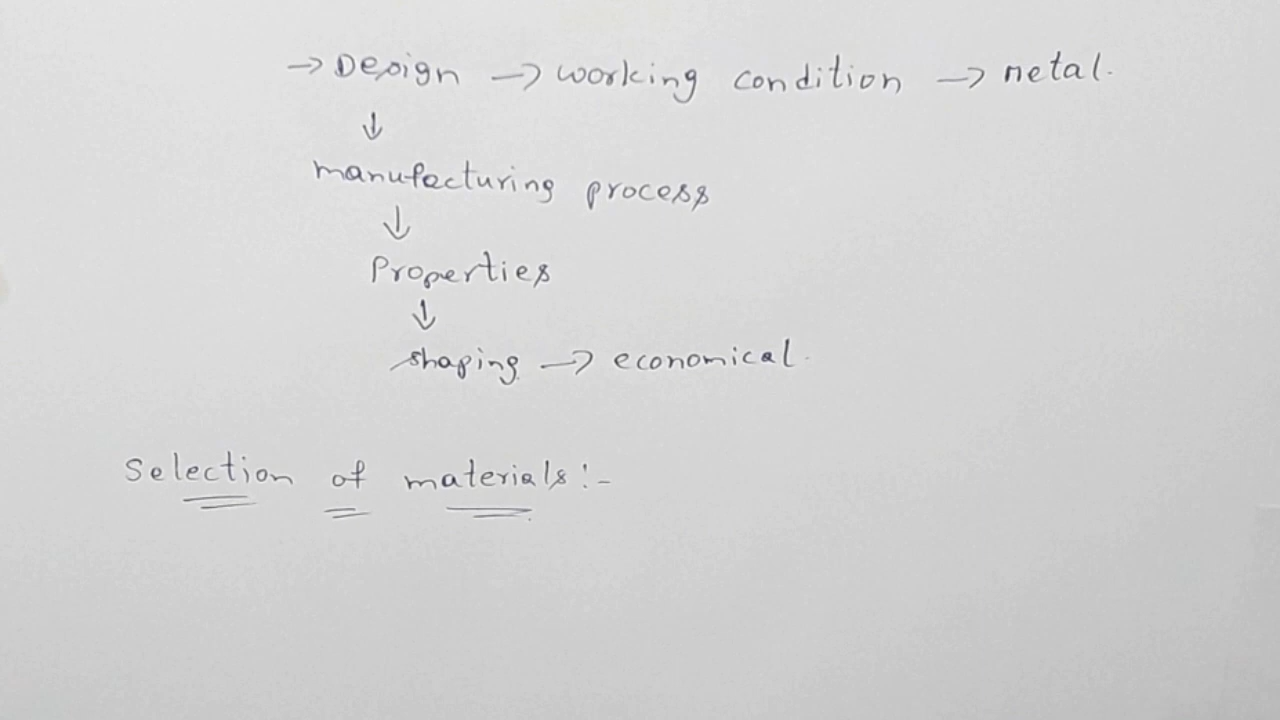 → Design → working condition → metal.
↓
manufacturing process
↓
Properties
↓
shaping → economical.
Selection of materials:-